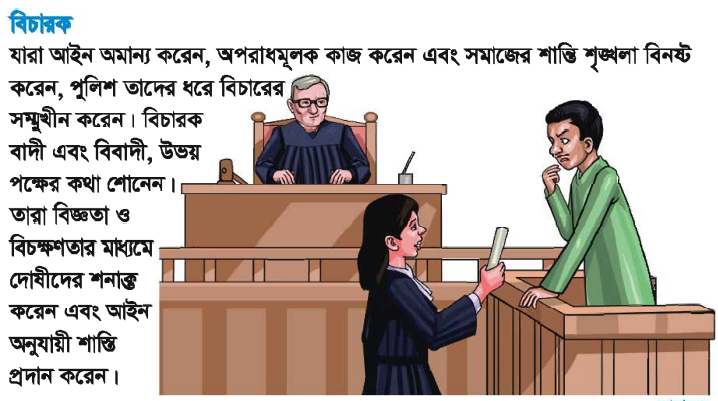 বিচারক
যারা আইন অমান্য করেন, অপরাধমূলক কাজ করেন এবং সমাজের শান্তি শৃঙ্খলা বিনষ্ট
করেন, পুলিশ তাদের ধরে বিচারের
সম্মুখীন করেন। বিচারক
বাদী এবং বিবাদী, উভয়
পক্ষের কথা শোনেন।
তারা বিজ্ঞতা ও
বিচক্ষণতার মাধ্যমে
দোষীদের শনাক্ত
করেন এবং আইন
অনুযায়ী শাস্তি
প্রদান করেন।